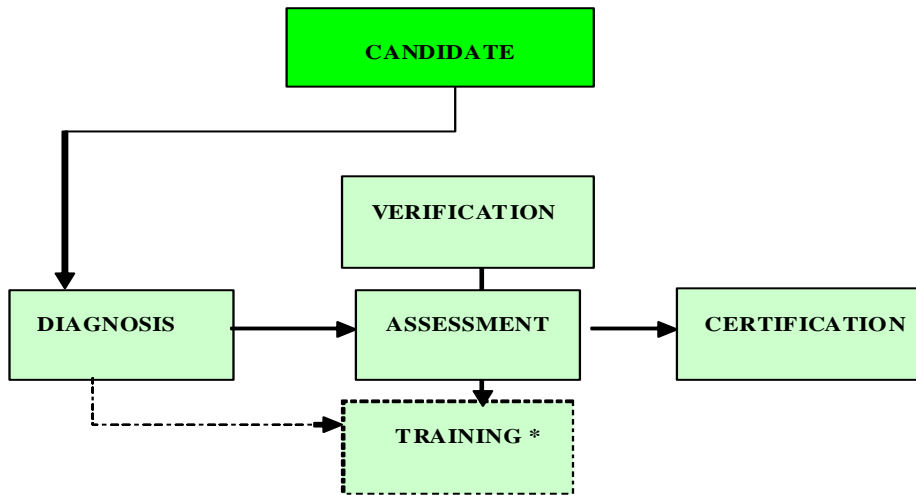 CANDIDATE
VERIFICATION
DIAGNOSIS
ASSESSMENT
CERTIFICATION
TRAINING *